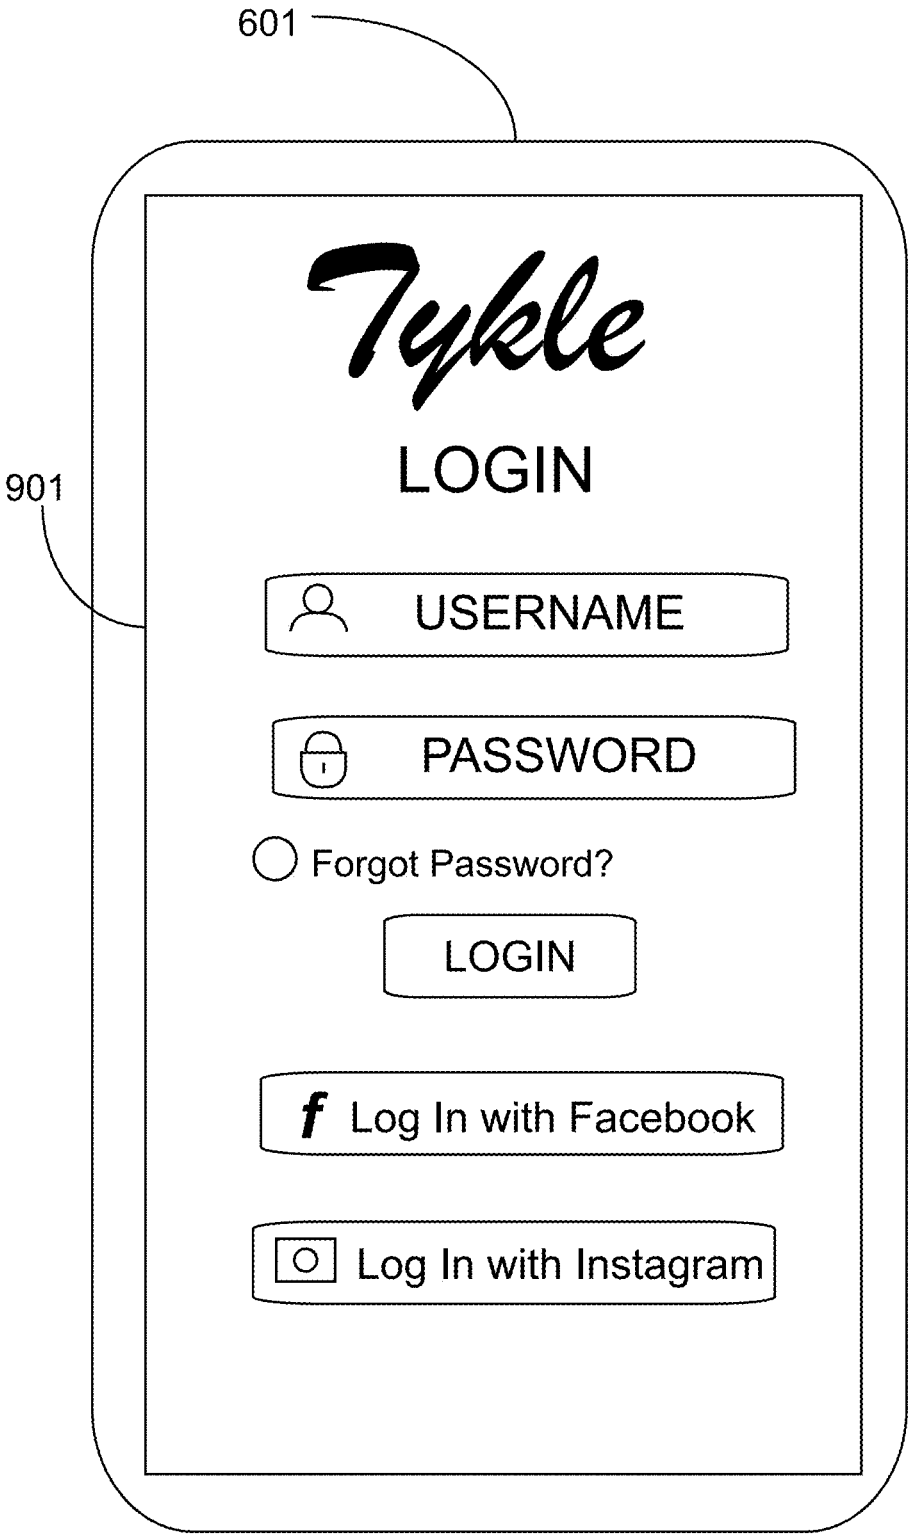 601
Tykle
LOGIN
901
USERNAME
PASSWORD
Forgot Password?
LOGIN
f Log In with Facebook
Log In with Instagram